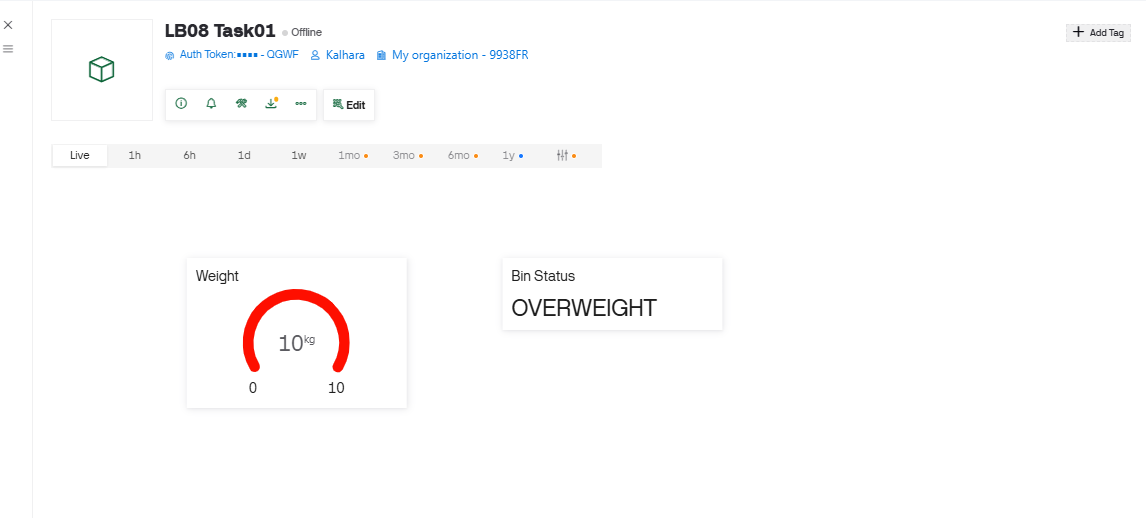 LB08 Task01 Offline
Auth Token:•••• - QGWF Kalhara My organization - 9938FR
Add Tag
Edit
Live 1h 6h 1d 1w 1mo 3mo 6mo 1y
Weight
10kg
0 10
Bin Status
OVERWEIGHT